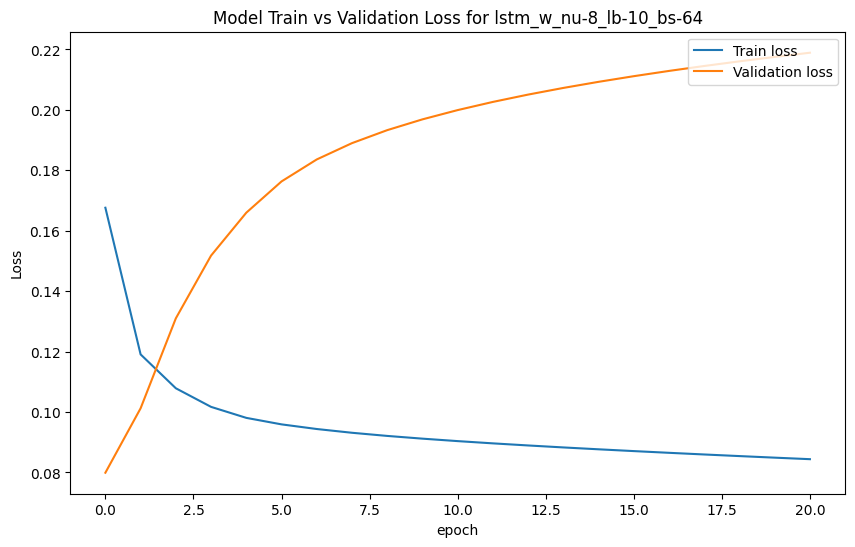 Model Train vs Validation Loss for lstm_w_nu-8_lb-10_bs-64
Train loss
Validation loss
0.22
0.20
0.18
0.16
0.14
0.12
0.10
0.08
Loss
0.0 2.5 5.0 7.5 10.0 12.5 15.0 17.5 20.0
epoch